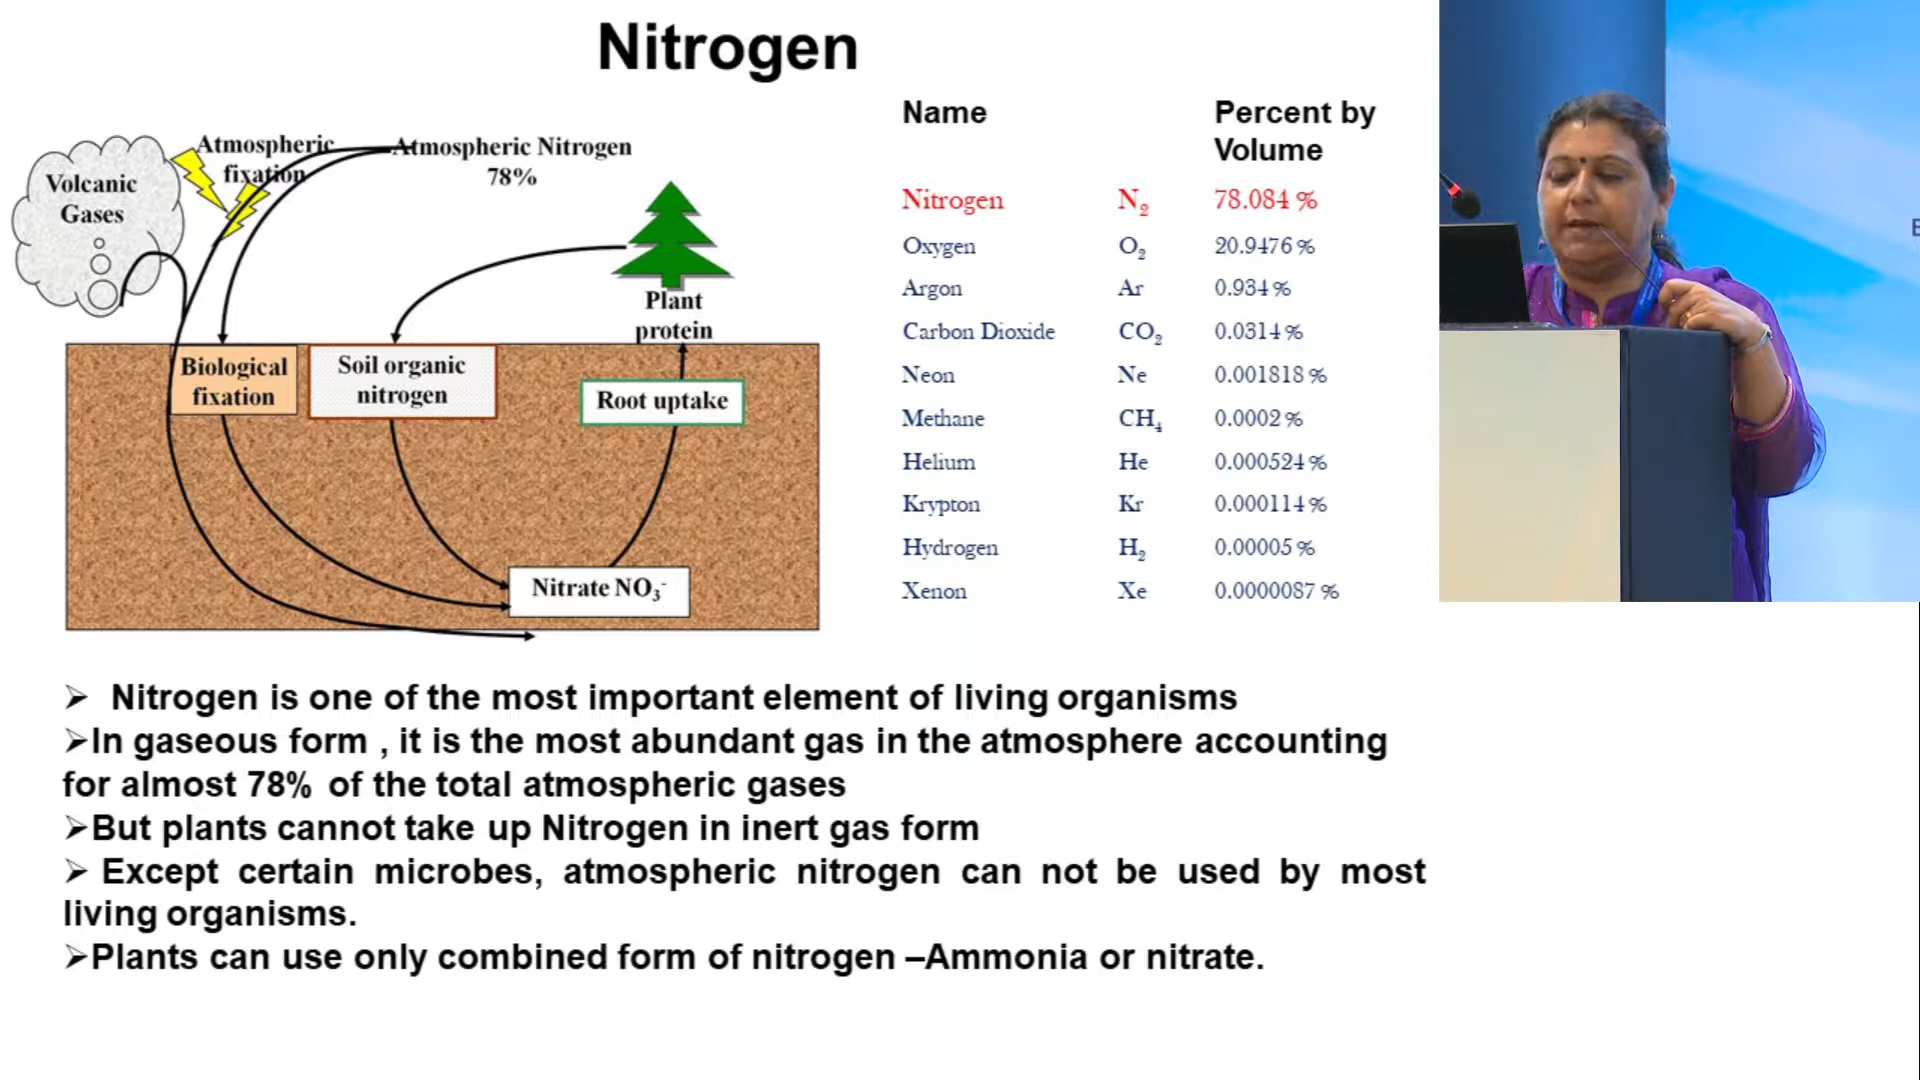 Nitrogen
Atmospheric
fixation
Atmospheric Nitrogen
78%
Volcanic
Gases
Plant
protein
Biological
fixation
Soil organic
nitrogen
Root uptake
Nitrate NO₃⁻
Name Percent by
Volume
Nitrogen N₂ 78.084 %
Oxygen O₂ 20.9476 %
Argon Ar 0.934 %
Carbon Dioxide CO₂ 0.0314 %
Neon Ne 0.001818 %
Methane CH₄ 0.0002 %
Helium He 0.000524 %
Krypton Kr 0.000114 %
Hydrogen H₂ 0.00005 %
Xenon Xe 0.0000087 %
E
➢ Nitrogen is one of the most important element of living organisms
➢In gaseous form , it is the most abundant gas in the atmosphere accounting
for almost 78% of the total atmospheric gases
➢But plants cannot take up Nitrogen in inert gas form
➢ Except certain microbes, atmospheric nitrogen can not be used by most
living organisms.
➢Plants can use only combined form of nitrogen –Ammonia or nitrate.